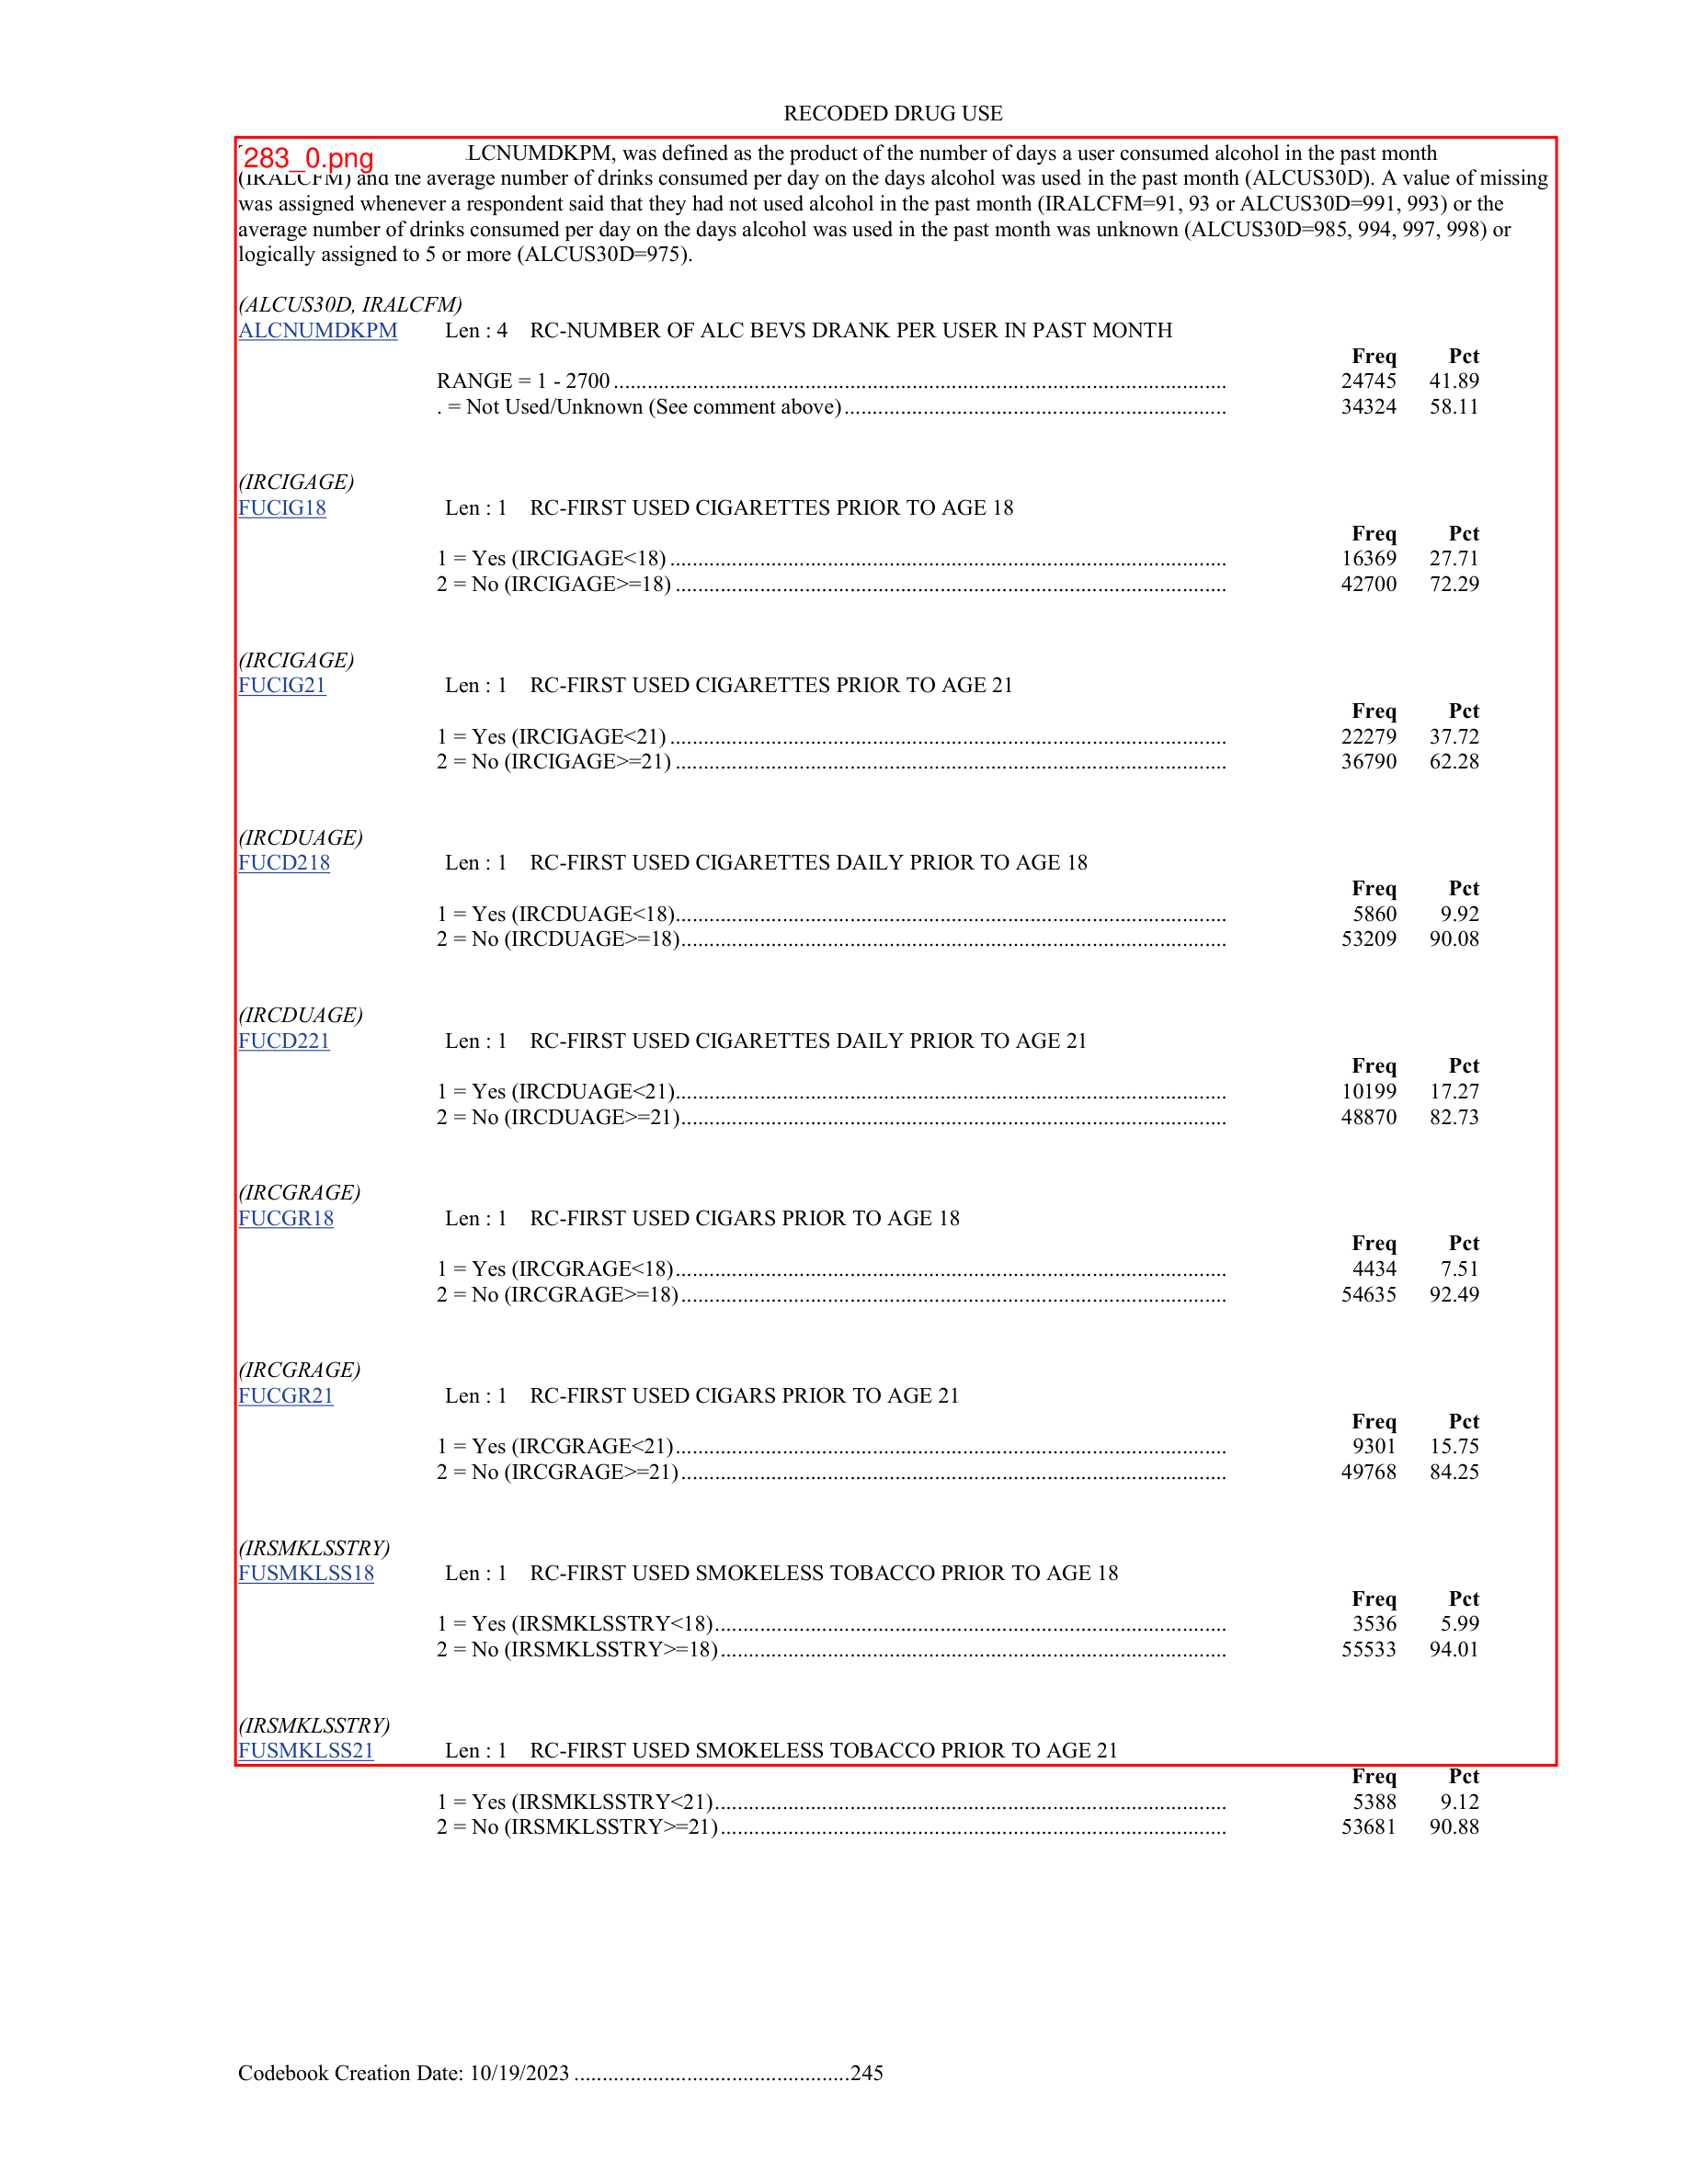 RECODED DRUG USE
283_0.png
LCNUMDKPM, was defined as the product of the number of days a user consumed alcohol in the past month
(IRALCFM) and the average number of drinks consumed per day on the days alcohol was used in the past month (ALCUS30D). A value of missing
was assigned whenever a respondent said that they had not used alcohol in the past month (IRALCFM=91, 93 or ALCUS30D=991, 993) or the
average number of drinks consumed per day on the days alcohol was used in the past month was unknown (ALCUS30D=985, 994, 997, 998) or
logically assigned to 5 or more (ALCUS30D=975).
(ALCUS30D, IRALCFM)
ALCNUMDKPM Len : 4 RC-NUMBER OF ALC BEVS DRANK PER USER IN PAST MONTH
Freq Pct
RANGE = 1 - 2700 ............................................................ 24745 41.89
. = Not Used/Unknown (See comment above) ............................................................ 34324 58.11
(IRCIGAGE)
FUCIG18 Len : 1 RC-FIRST USED CIGARETTES PRIOR TO AGE 18
Freq Pct
1 = Yes (IRCIGAGE<18) ............................................................ 16369 27.71
2 = No (IRCIGAGE>=18) ............................................................ 42700 72.29
(IRCIGAGE)
FUCIG21 Len : 1 RC-FIRST USED CIGARETTES PRIOR TO AGE 21
Freq Pct
1 = Yes (IRCIGAGE<21) ............................................................ 22279 37.72
2 = No (IRCIGAGE>=21) ............................................................ 36790 62.28
(IRCDUAGE)
FUCD218 Len : 1 RC-FIRST USED CIGARETTES DAILY PRIOR TO AGE 18
Freq Pct
1 = Yes (IRCDUAGE<18)............................................................ 5860 9.92
2 = No (IRCDUAGE>=18)............................................................ 53209 90.08
(IRCDUAGE)
FUCD221 Len : 1 RC-FIRST USED CIGARETTES DAILY PRIOR TO AGE 21
Freq Pct
1 = Yes (IRCDUAGE<21)............................................................ 10199 17.27
2 = No (IRCDUAGE>=21)............................................................ 48870 82.73
(IRCGRAGE)
FUCGR18 Len : 1 RC-FIRST USED CIGARS PRIOR TO AGE 18
Freq Pct
1 = Yes (IRCGRAGE<18)............................................................ 4434 7.51
2 = No (IRCGRAGE>=18)............................................................ 54635 92.49
(IRCGRAGE)
FUCGR21 Len : 1 RC-FIRST USED CIGARS PRIOR TO AGE 21
Freq Pct
1 = Yes (IRCGRAGE<21)............................................................ 9301 15.75
2 = No (IRCGRAGE>=21)............................................................ 49768 84.25
(IRSMKLSSTRY)
FUSMKLSS18 Len : 1 RC-FIRST USED SMOKELESS TOBACCO PRIOR TO AGE 18
Freq Pct
1 = Yes (IRSMKLSSTRY<18)............................................................ 3536 5.99
2 = No (IRSMKLSSTRY>=18)............................................................ 55533 94.01
(IRSMKLSSTRY)
FUSMKLSS21 Len : 1 RC-FIRST USED SMOKELESS TOBACCO PRIOR TO AGE 21
Freq Pct
1 = Yes (IRSMKLSSTRY<21)............................................................ 5388 9.12
2 = No (IRSMKLSSTRY>=21)............................................................ 53681 90.88
Codebook Creation Date: 10/19/2023 ................................................245